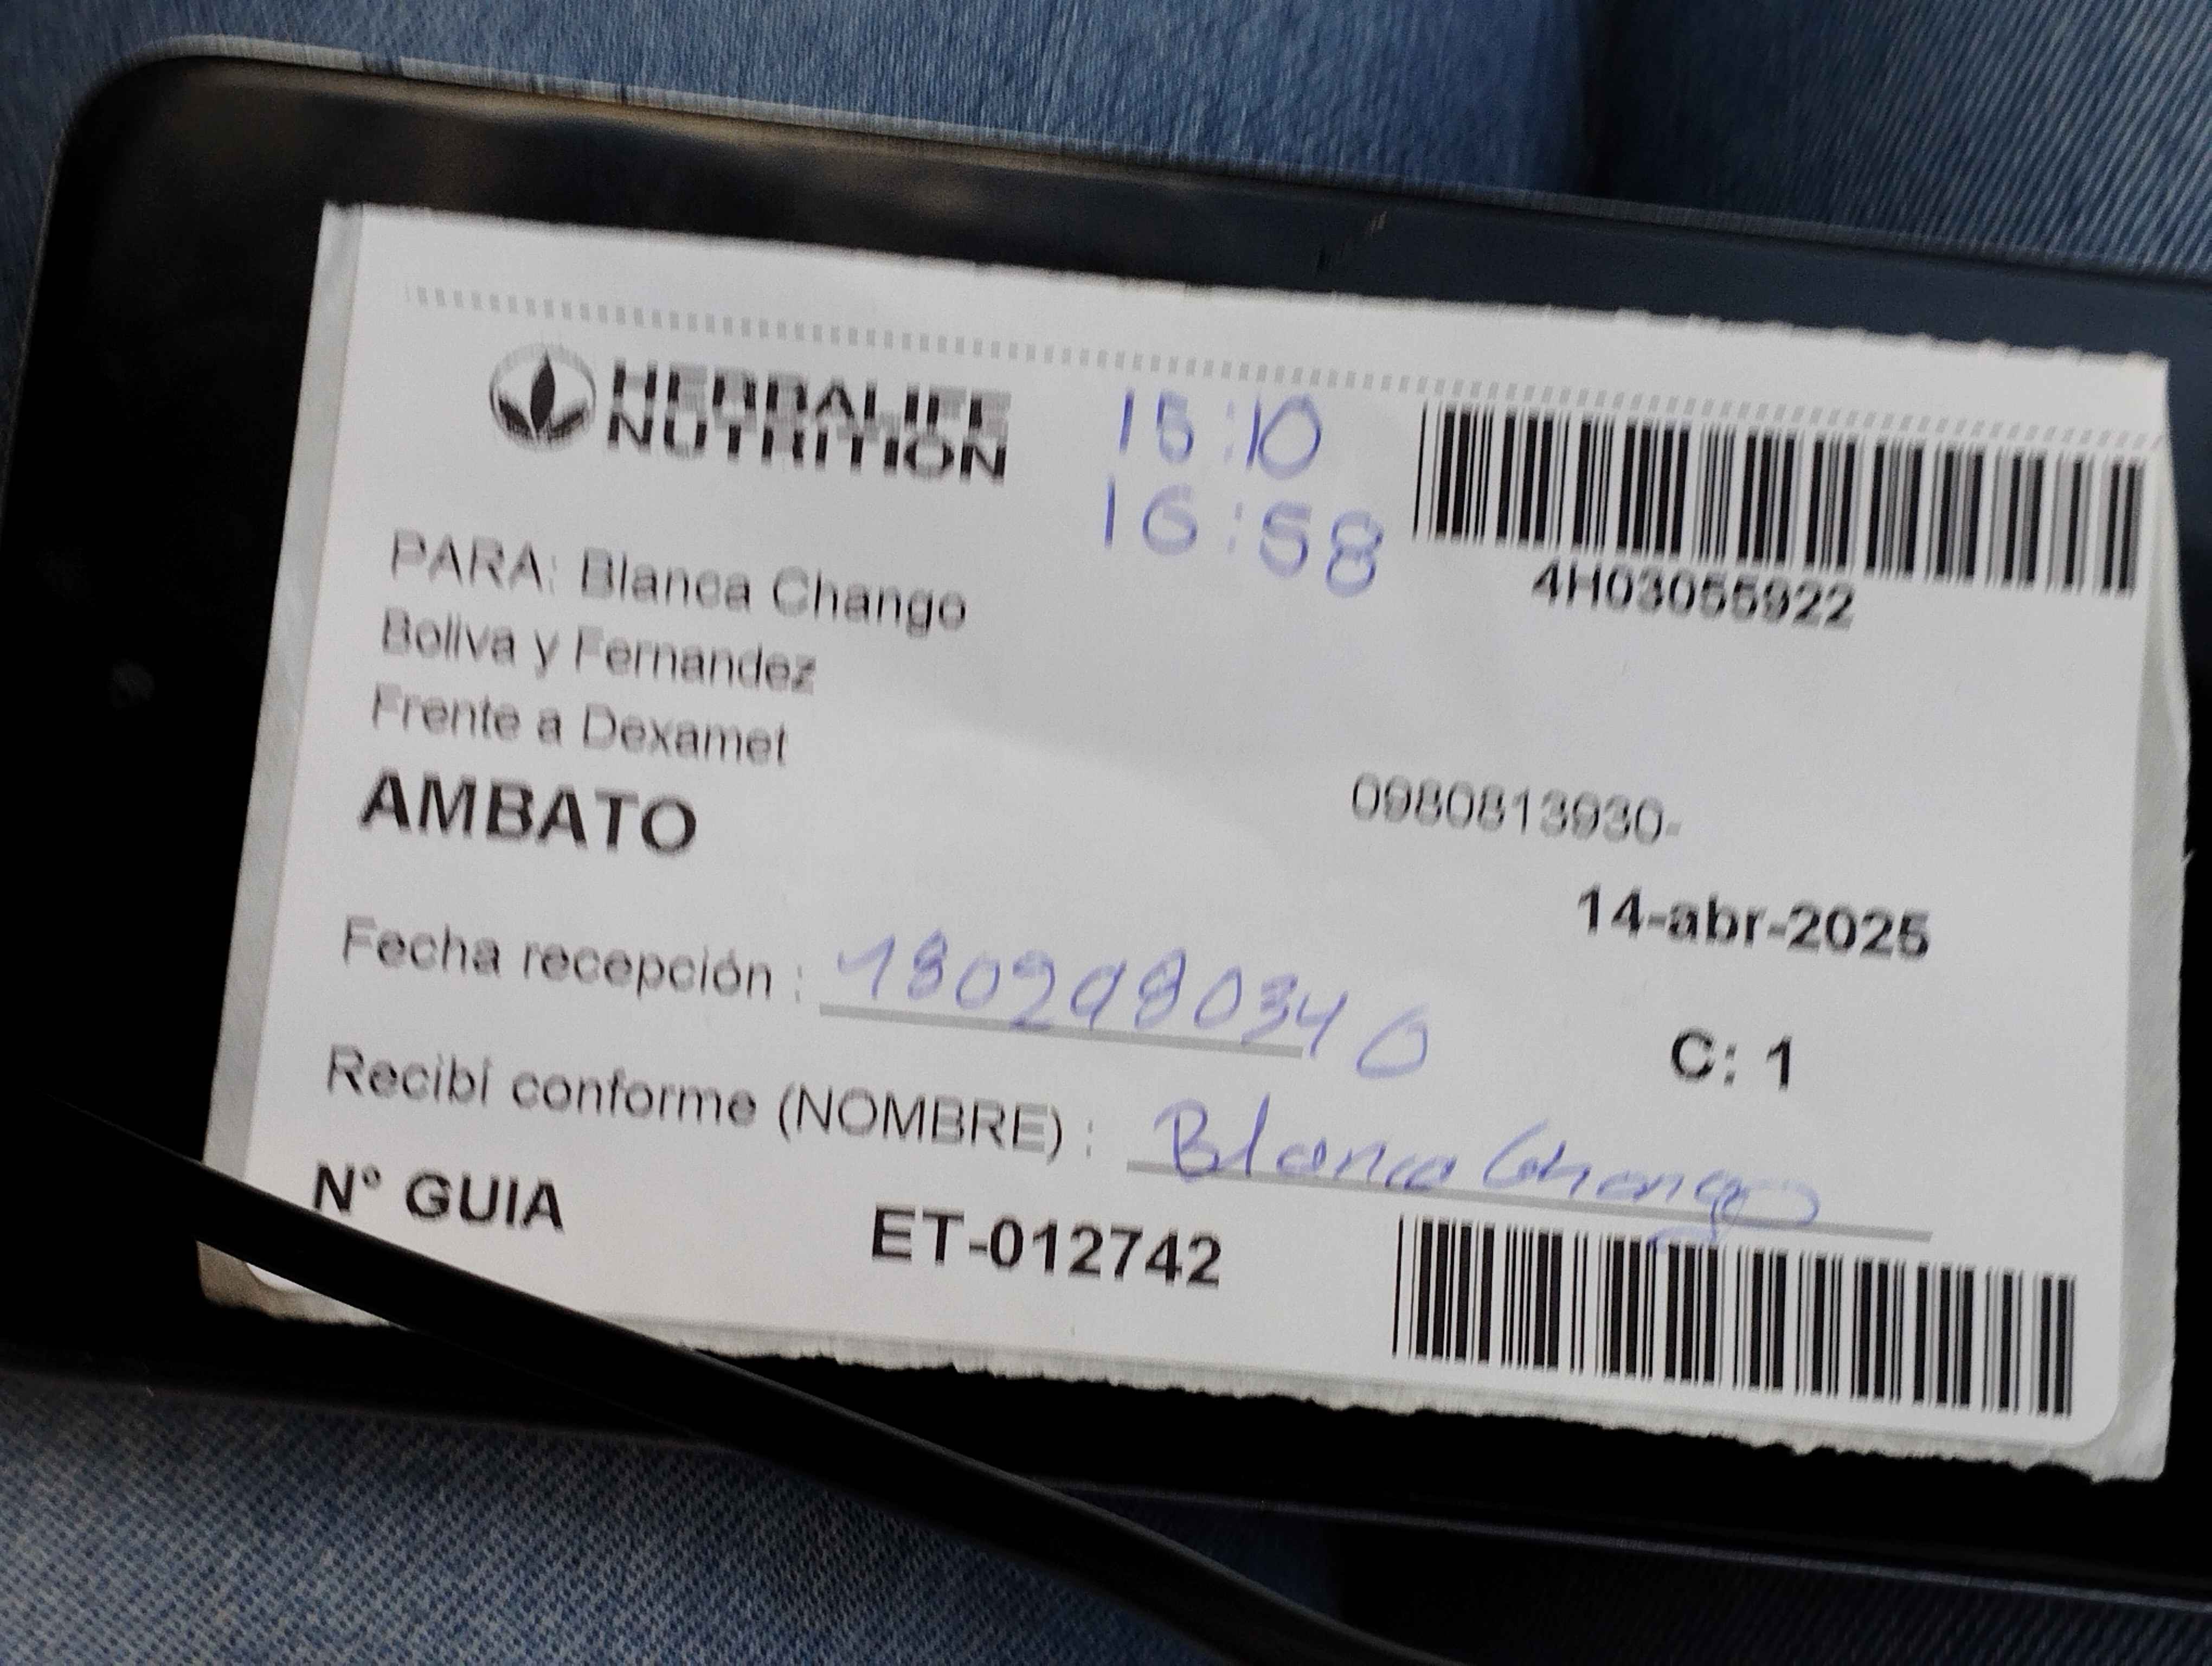 HERBALIFE
NUTRITION
15:10
16:58
4H03055922
PARA: Blanca Chango
Boliva y Fernandez
Frente a Dexamet
AMBATO
0980813930-
14-abr-2025
Fecha recepción : 1802980340
C: 1
Recibí conforme (NOMBRE) : Blanca Chango
N° GUIA ET-012742